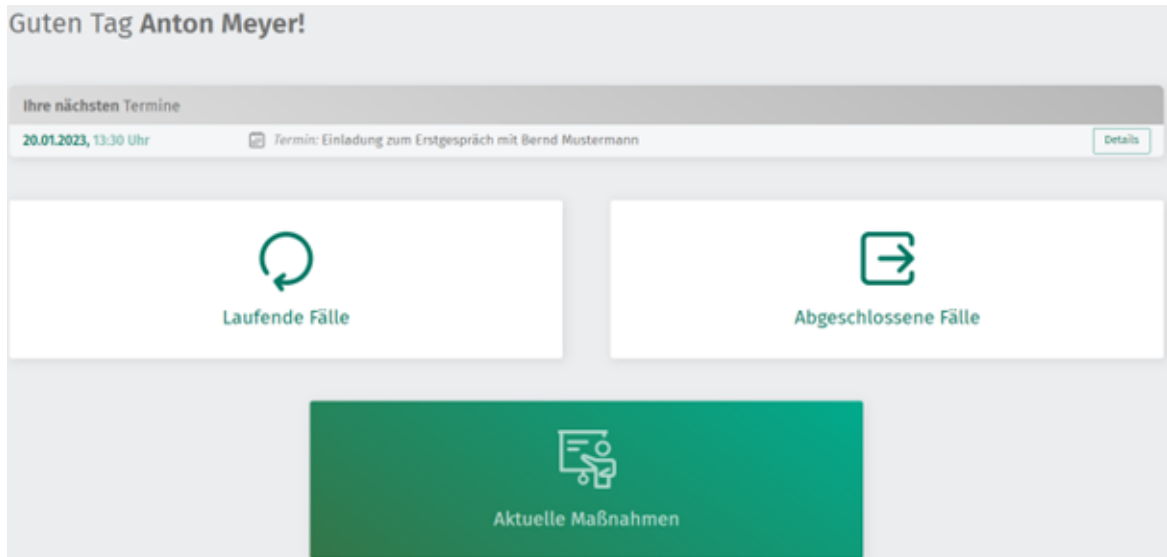 Guten Tag Anton Meyer!
Ihre nächsten Termine
20.01.2023, 13:30 Uhr Termin: Einladung zum Erstgespräch mit Bernd Mustermann Details
Laufende Fälle
Abgeschlossene Fälle
Aktuelle Maßnahmen